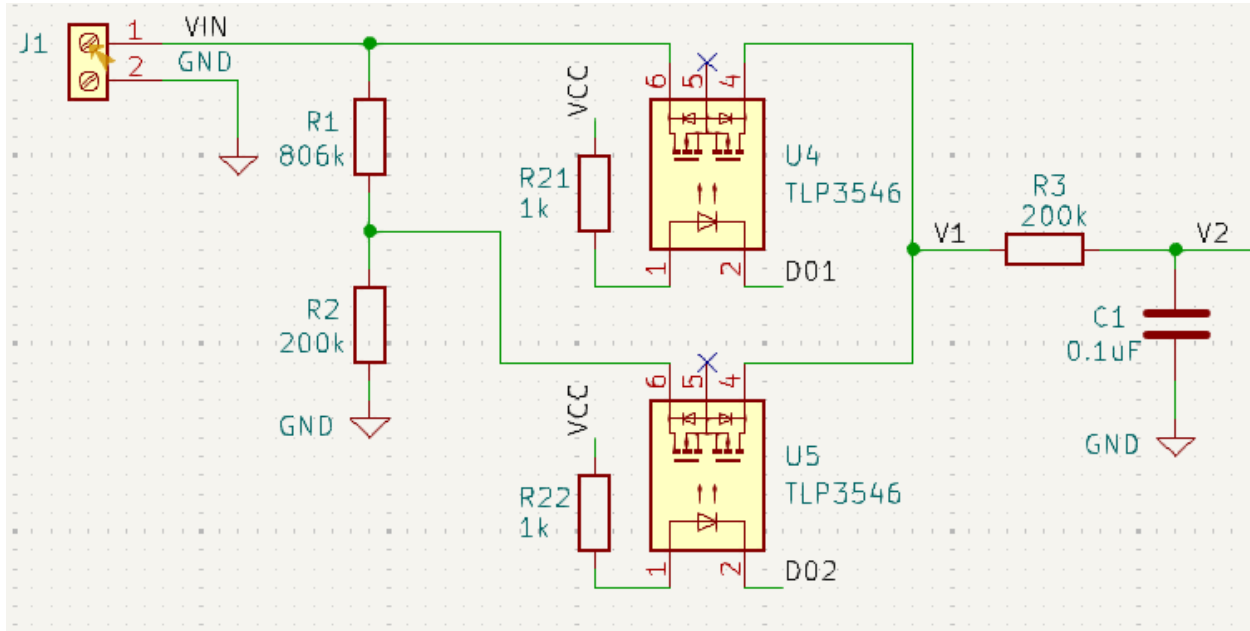 J1
1
VIN
2
GND
R1
806k
R2
200k
GND
VCC
R21
1k
6
5
4
U4
TLP3546
1
2
DO1
VCC
R22
1k
6
5
4
U5
TLP3546
1
2
DO2
V1
R3
200k
V2
C1
0.1uF
GND